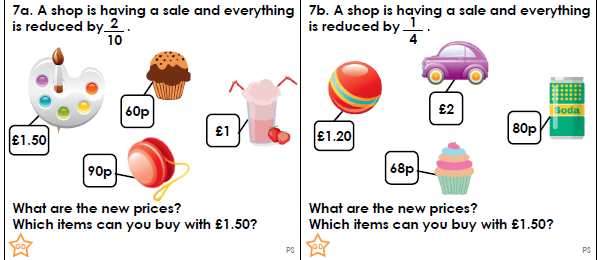 7a. A shop is having a sale and everything
is reduced by 2/10 .
60p
£1
£1.50
90p
What are the new prices?
Which items can you buy with £1.50?
GD
PS
7b. A shop is having a sale and everything
is reduced by 1/4 .
£2
Soda
£1.20
80p
68p
What are the new prices?
Which items can you buy with £1.50?
GD
PS